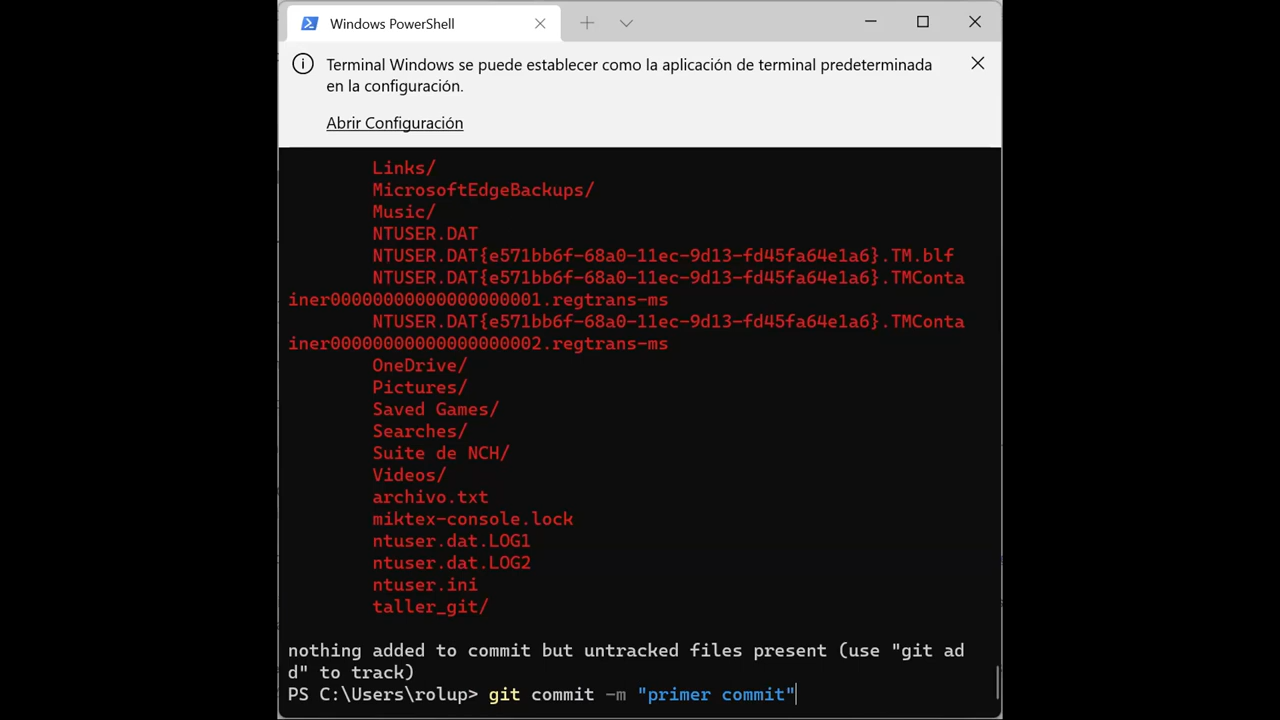 Windows PowerShell
Terminal Windows se puede establecer como la aplicación de terminal predeterminada
en la configuración.
Abrir Configuración
Links/
MicrosoftEdgeBackups/
Music/
NTUSER.DAT
NTUSER.DAT{e571bb6f-68a0-11ec-9d13-fd45fa64e1a6}.TM.blf
NTUSER.DAT{e571bb6f-68a0-11ec-9d13-fd45fa64e1a6}.TMConta
iner00000000000000000001.regtrans-ms
NTUSER.DAT{e571bb6f-68a0-11ec-9d13-fd45fa64e1a6}.TMConta
iner00000000000000000002.regtrans-ms
OneDrive/
Pictures/
Saved Games/
Searches/
Suite de NCH/
Videos/
archivo.txt
miktex-console.lock
ntuser.dat.LOG1
ntuser.dat.LOG2
ntuser.ini
taller_git/
nothing added to commit but untracked files present (use "git ad
d" to track)
PS C:\Users\rolup> git commit -m "primer commit"